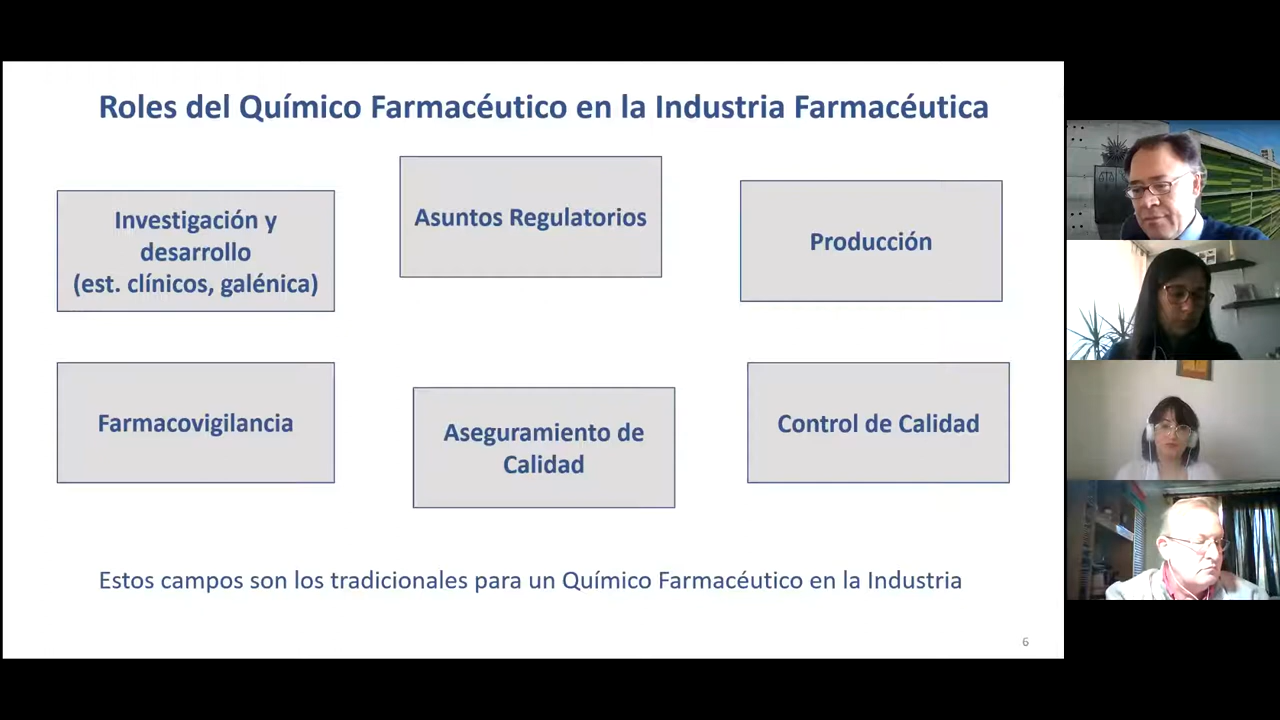 Roles del Químico Farmacéutico en la Industria Farmacéutica
Investigación y
desarrollo
(est. clínicos, galénica)
Asuntos Regulatorios
Producción
Farmacovigilancia
Aseguramiento de
Calidad
Control de Calidad
Estos campos son los tradicionales para un Químico Farmacéutico en la Industria
6